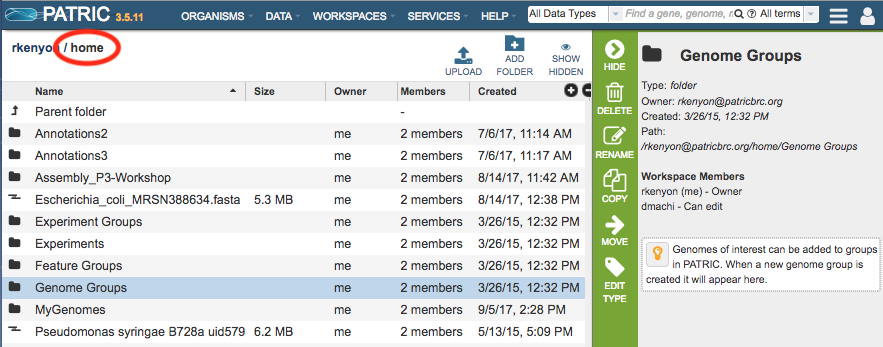 PATRIC 3.5.11 ORGANISMS DATA WORKSPACES SERVICES HELP All Data Types Find a gene, genome, All terms
rkenyon / home
UPLOAD
ADD FOLDER
SHOW HIDDEN
Name Size Owner Members Created
Parent folder -
Annotations2 me 2 members 7/6/17, 11:14 AM
Annotations3 me 2 members 7/6/17, 11:17 AM
Assembly_P3-Workshop me 2 members 8/14/17, 11:42 AM
Escherichia_coli_MRSN388634.fasta 5.3 MB me 2 members 8/14/17, 12:38 PM
Experiment Groups me 2 members 3/26/15, 12:32 PM
Experiments me 2 members 3/26/15, 12:32 PM
Feature Groups me 2 members 3/26/15, 12:32 PM
Genome Groups me 2 members 3/26/15, 12:32 PM
MyGenomes me 2 members 9/5/17, 2:28 PM
Pseudomonas syringae B728a uid579 6.2 MB me 2 members 5/13/15, 5:09 PM
HIDE
DELETE
RENAME
COPY
MOVE
EDIT
TYPE
Genome Groups
Type: folder
Owner: rkenyon@patricbrc.org
Created: 3/26/15, 12:32 PM
Path:
/rkenyon@patricbrc.org/home/Genome Groups
Workspace Members
rkenyon (me) - Owner
dmachi - Can edit
Genomes of interest can be added to groups
in PATRIC. When a new genome group is
created it will appear here.